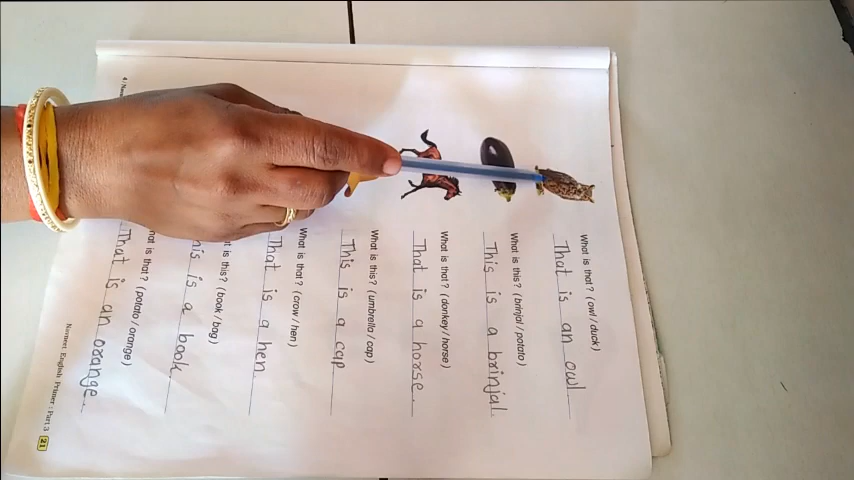 What is that? (owl / duck)
That is an owl
What is this? (brinjal / potato)
This is a brinjal.
What is that? (donkey / horse)
That is a horse.
What is this? (umbrella / cap)
This is a cap
What is that? (crow / hen)
That is a hen
is this? (book / bag)
is a book.
is that? (potato / orange)
That is an orange.
Navneet English Primer : Part 3 21